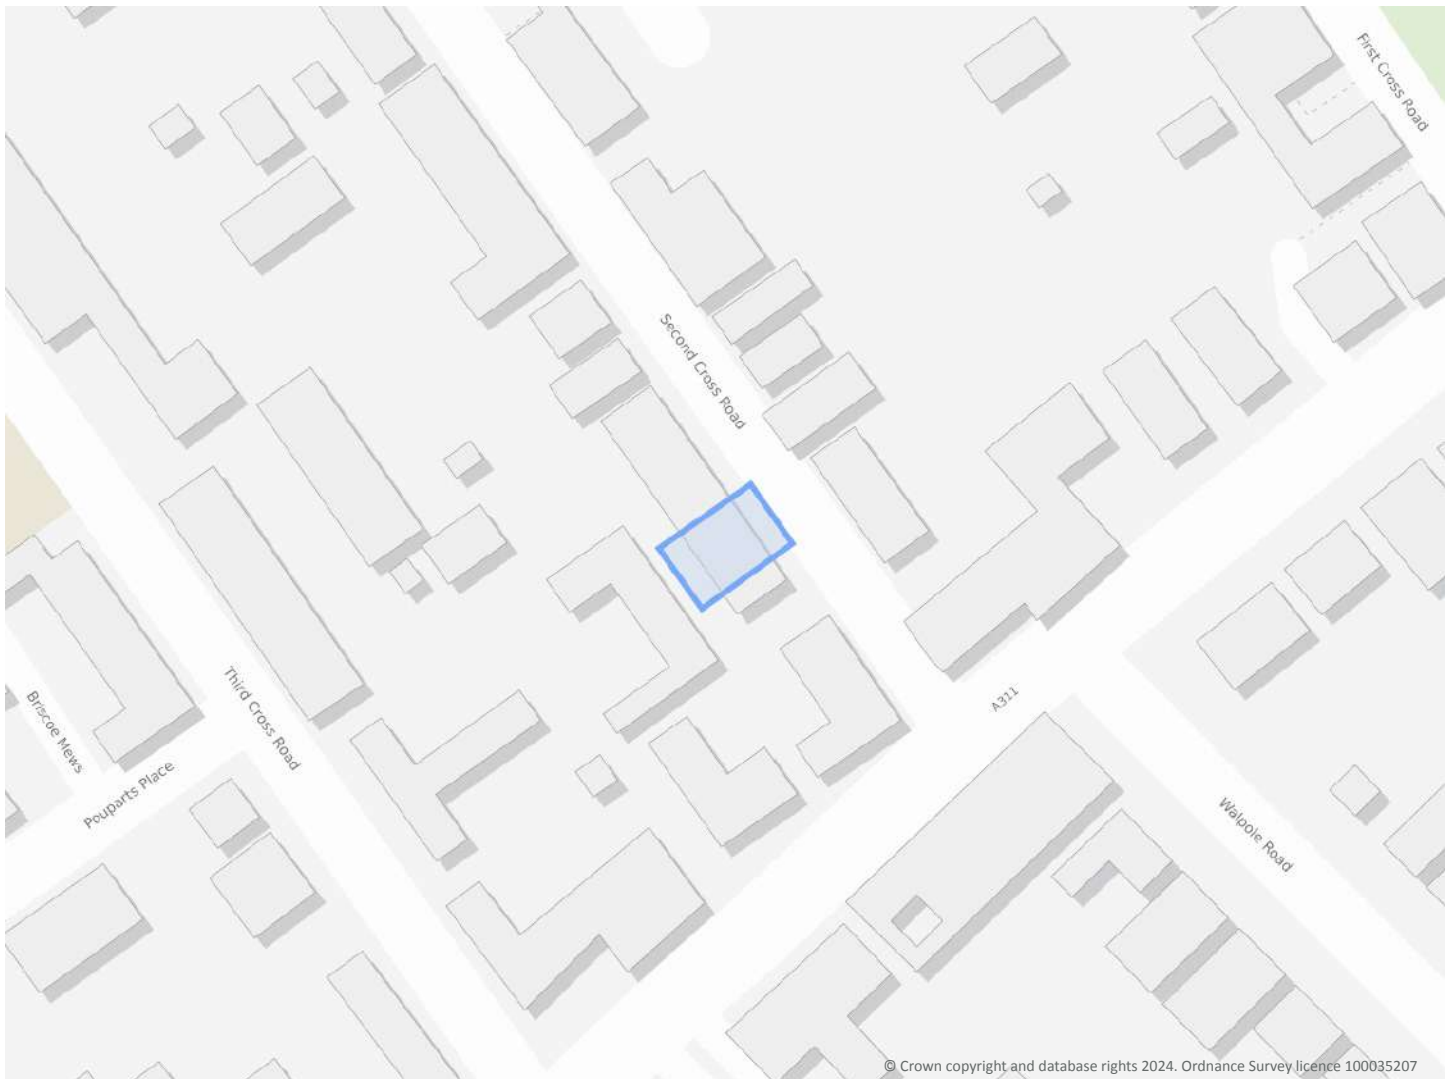 First Cross Road
Second Cross Road
A311
Third Cross Road
Briscoe Mews
Pouparts Place
Walpole Road
© Crown copyright and database rights 2024. Ordnance Survey licence 100035207